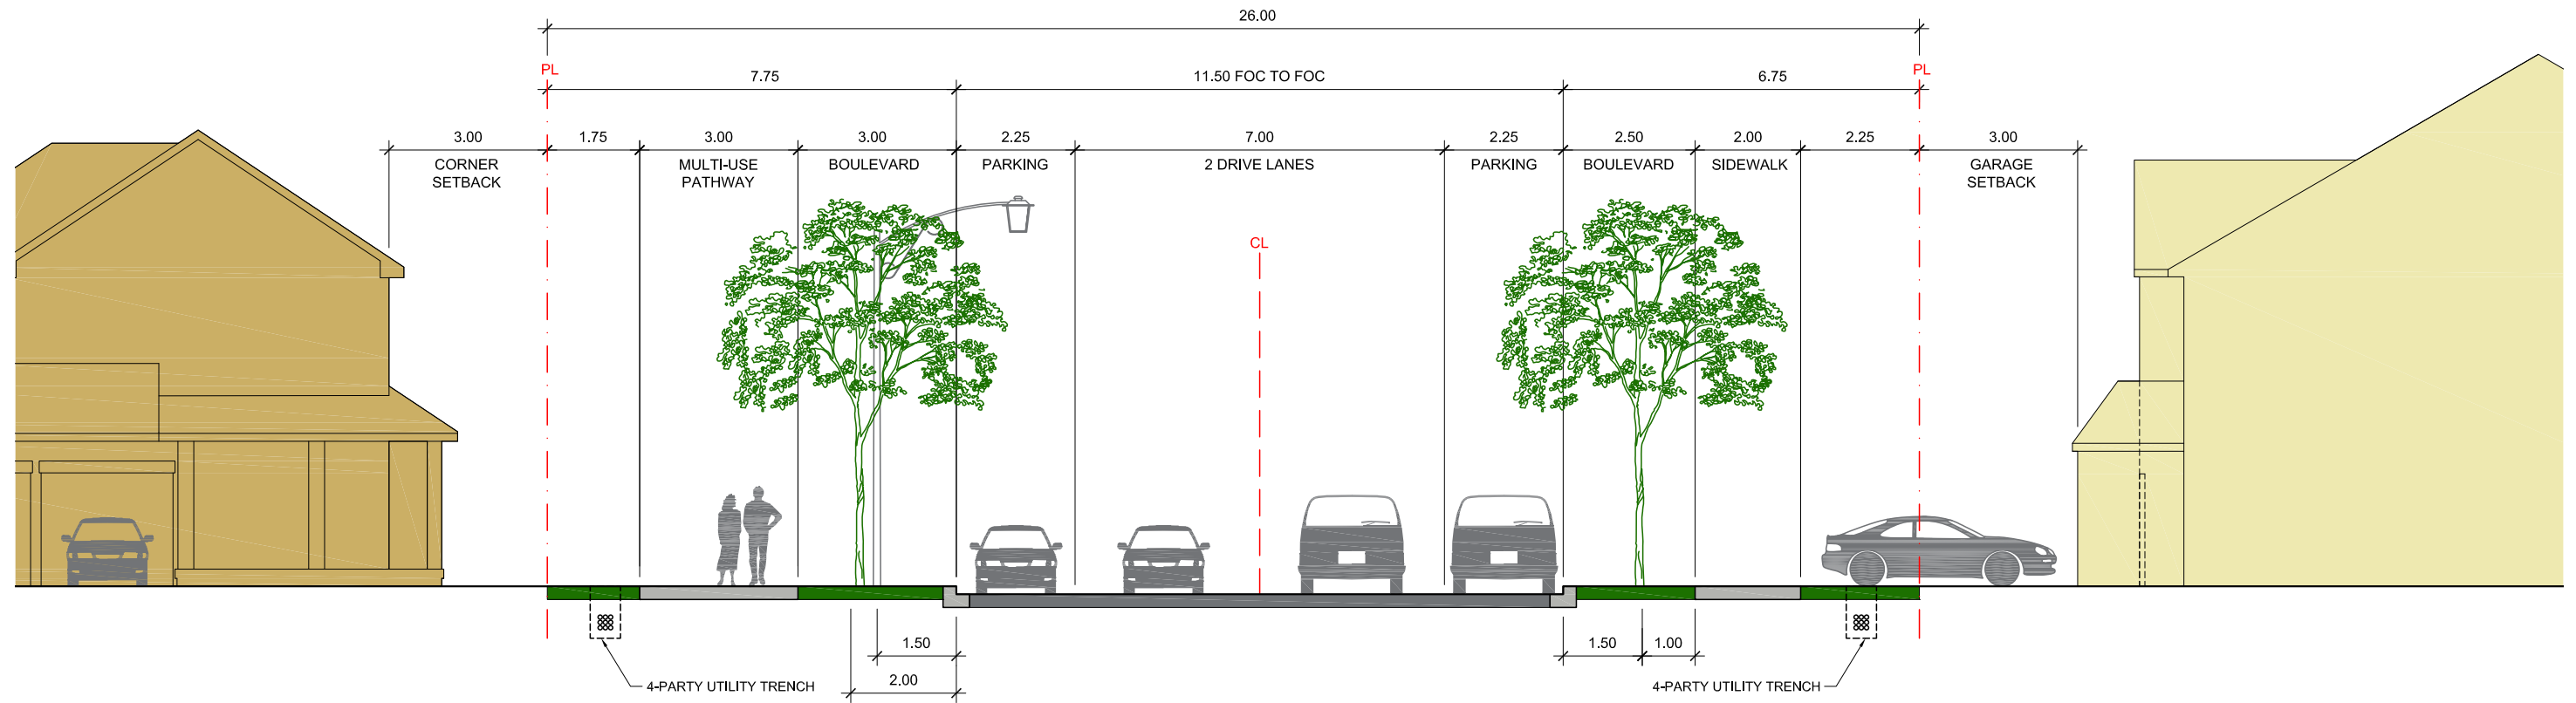 26.00
PL
7.75
11.50 FOC TO FOC
6.75
PL
3.00
1.75
3.00
3.00
2.25
7.00
2.25
2.50
2.00
2.25
3.00
CORNER
SETBACK
MULTI-USE
PATHWAY
BOULEVARD
PARKING
2 DRIVE LANES
PARKING
BOULEVARD
SIDEWALK
GARAGE
SETBACK
CL
1.50
2.00
1.50
1.00
4-PARTY UTILITY TRENCH
4-PARTY UTILITY TRENCH